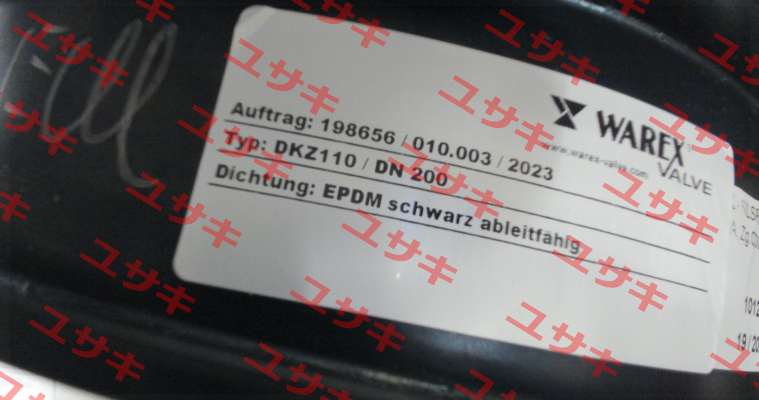 WAREX
VALVE
www.warex-valve.com
Auftrag: 198656 / 010.003 / 2023
Typ: DKZ110 / DN 200
Dichtung: EPDM schwarz ableitfähig
ユサキ